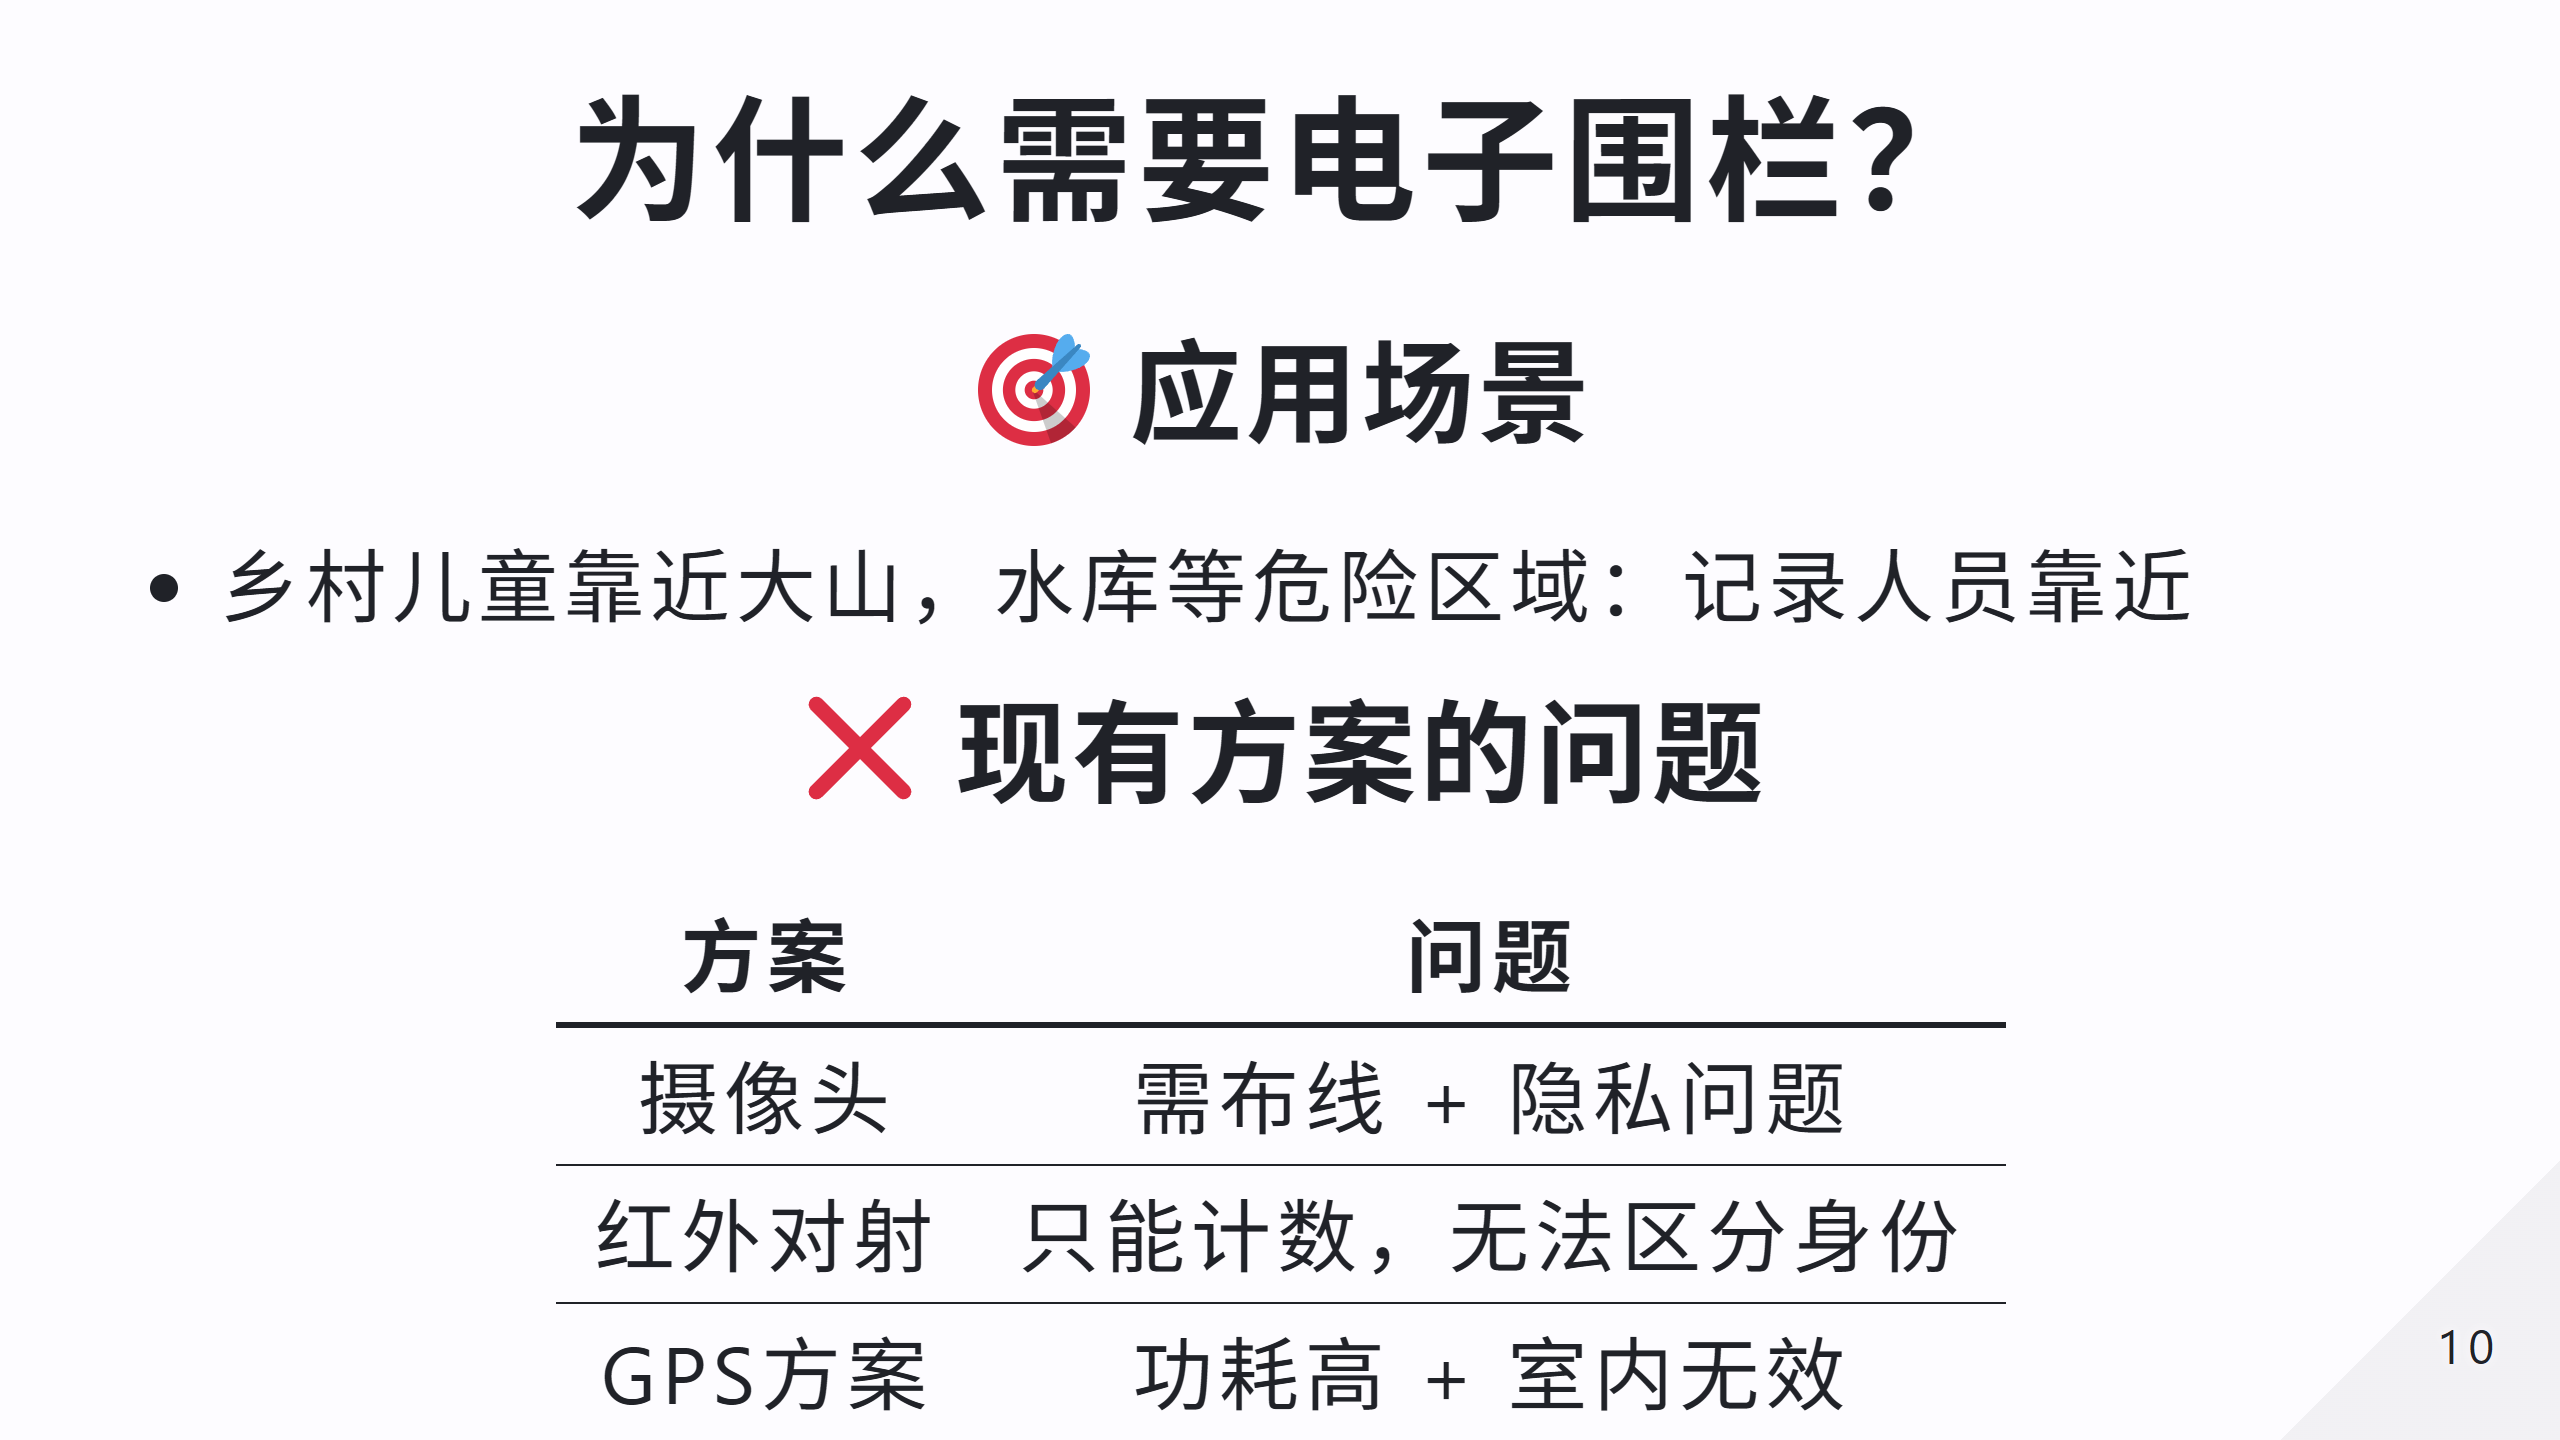 为什么需要电子围栏？
🎯 应用场景
• 乡村儿童靠近大山，水库等危险区域：记录人员靠近
❌ 现有方案的问题
方案 问题
摄像头 需布线 + 隐私问题
红外对射 只能计数，无法区分身份
GPS方案 功耗高 + 室内无效
10